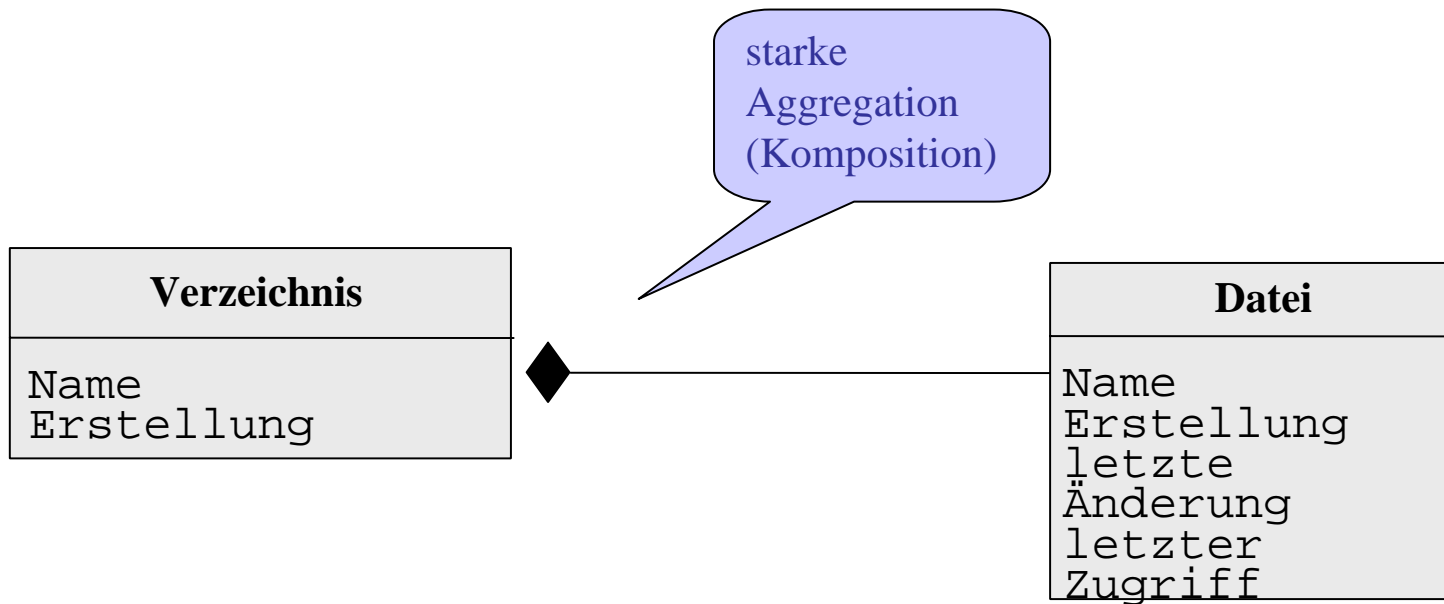 starke
Aggregation
(Komposition)
Verzeichnis
Name
Erstellung
Datei
Name
Erstellung
letzte
Änderung
letzter
Zugriff